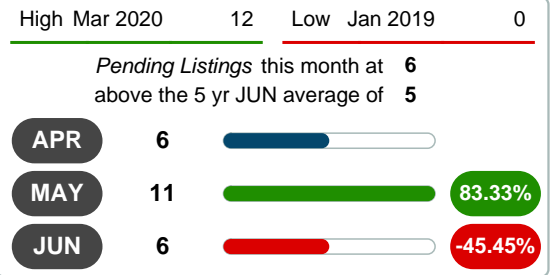 High Mar 2020 12 Low Jan 2019 0
Pending Listings this month at 6
above the 5 yr JUN average of 5
APR 6
MAY 11 83.33%
JUN 6 -45.45%